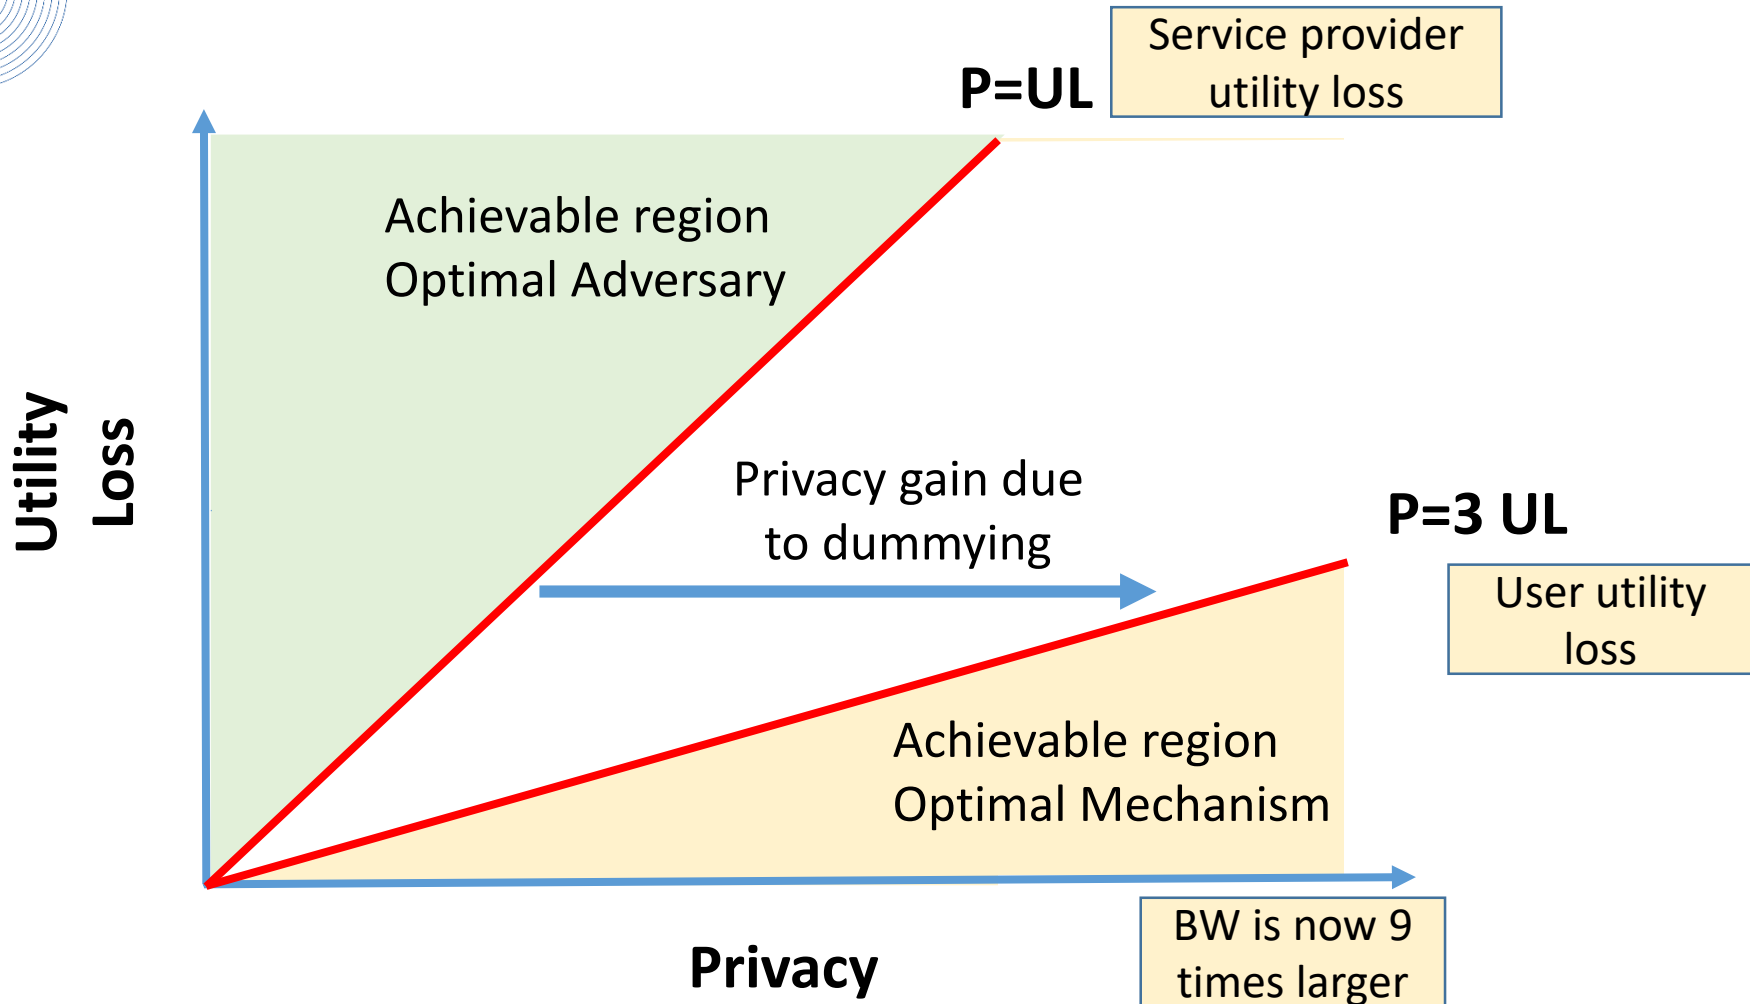 Service provider
utility loss
P=UL
Achievable region
Optimal Adversary
Utility
Loss
Privacy gain due
to dummying
P=3 UL
User utility
loss
Achievable region
Optimal Mechanism
BW is now 9
times larger
Privacy